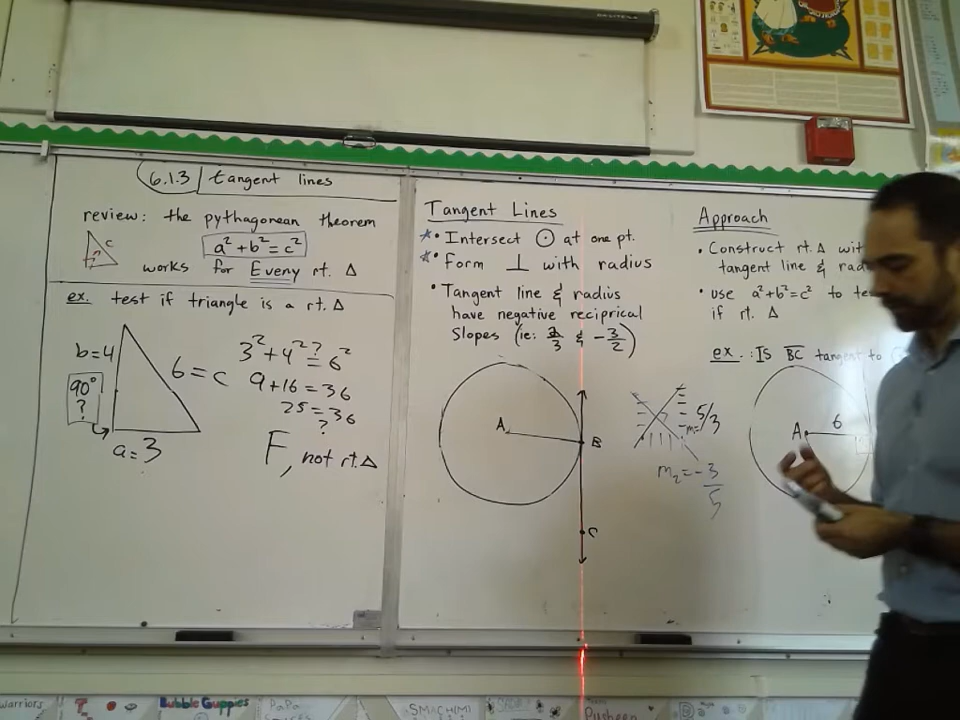 6.1.3 tangent lines
review: the pythagorean theorem
a² + b² = c²
c
?
works for Every rt. △
ex. test if triangle is a rt. △
b = 4
6 = c
90°
?
a = 3
3² + 4² ?= 6²
9 + 16 = 36
25 = 36
?
F, not rt. △
Tangent Lines
* • Intersect ⊙ at one pt.
* • Form ⊥ with radius
• Tangent line & radius
have negative reciprical
Slopes (ie: 2/3 & -3/2)
A
B
C
m = 5/3
m₂ = -3/5
Approach
• Construct rt. △
tangent line &
• use a² + b² = c² to
if rt. △
ex. : Is BC tangent to
A
6
Bubble Guppies
PaPa
Pusheen